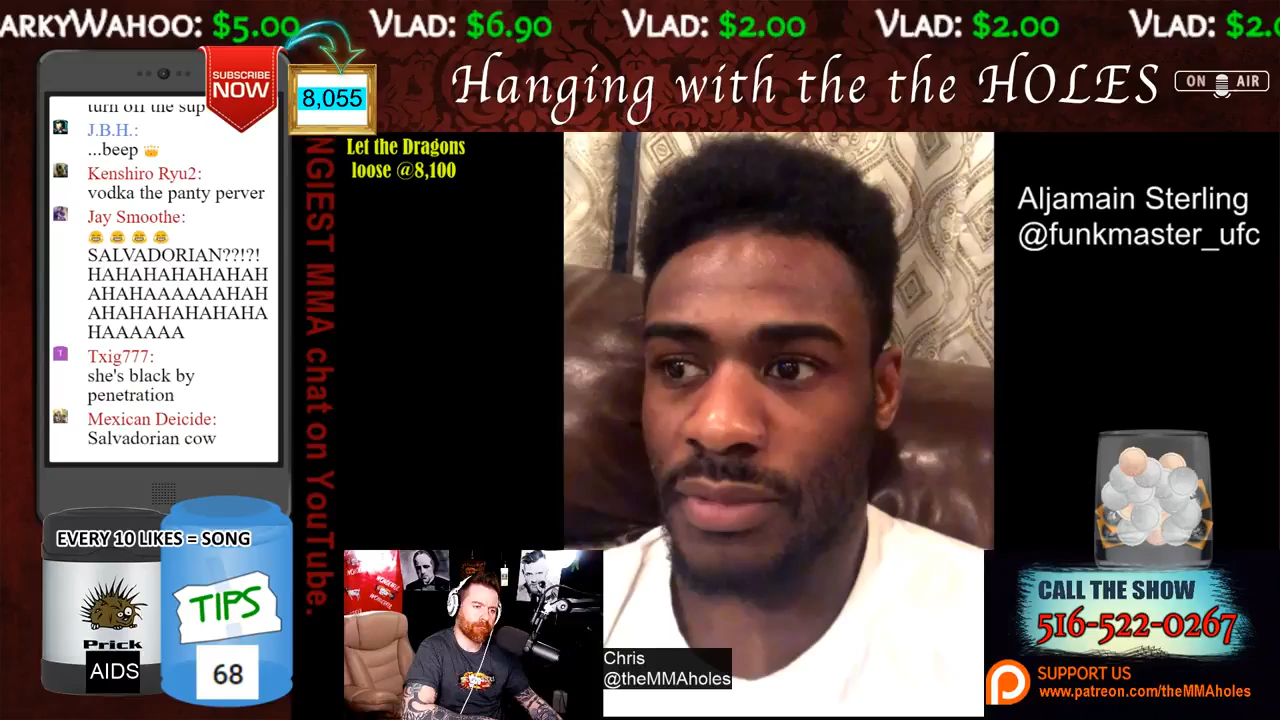 ARKYWAHOO: $5.00 VLAD: $6.90 VLAD: $2.00 VLAD: $2.00 VLAD: $2.0
SUBSCRIBE
NOW
8,055
Hanging with the the HOLES
ON AIR
turn off the sup
J.B.H.:
...beep
Kenshiro Ryu2:
vodka the panty perver
Jay Smoothe:
SALVADORIAN??!?!
HAHAHAHAHAHAH
AHAHAAAAAAHAH
AHAHAHAHAHAHA
HAAAAAA
T
Txig777:
she's black by
penetration
Mexican Deicide:
Salvadorian cow
NGIEST MMA chat on YouTube.
Let the Dragons
loose @8,100
Aljamain Sterling
@funkmaster_ufc
EVERY 10 LIKES = SONG
Prick
AIDS
TIPS
68
Chris
@theMMAholes
CALL THE SHOW
516-522-0267
SUPPORT US
www.patreon.com/theMMAholes